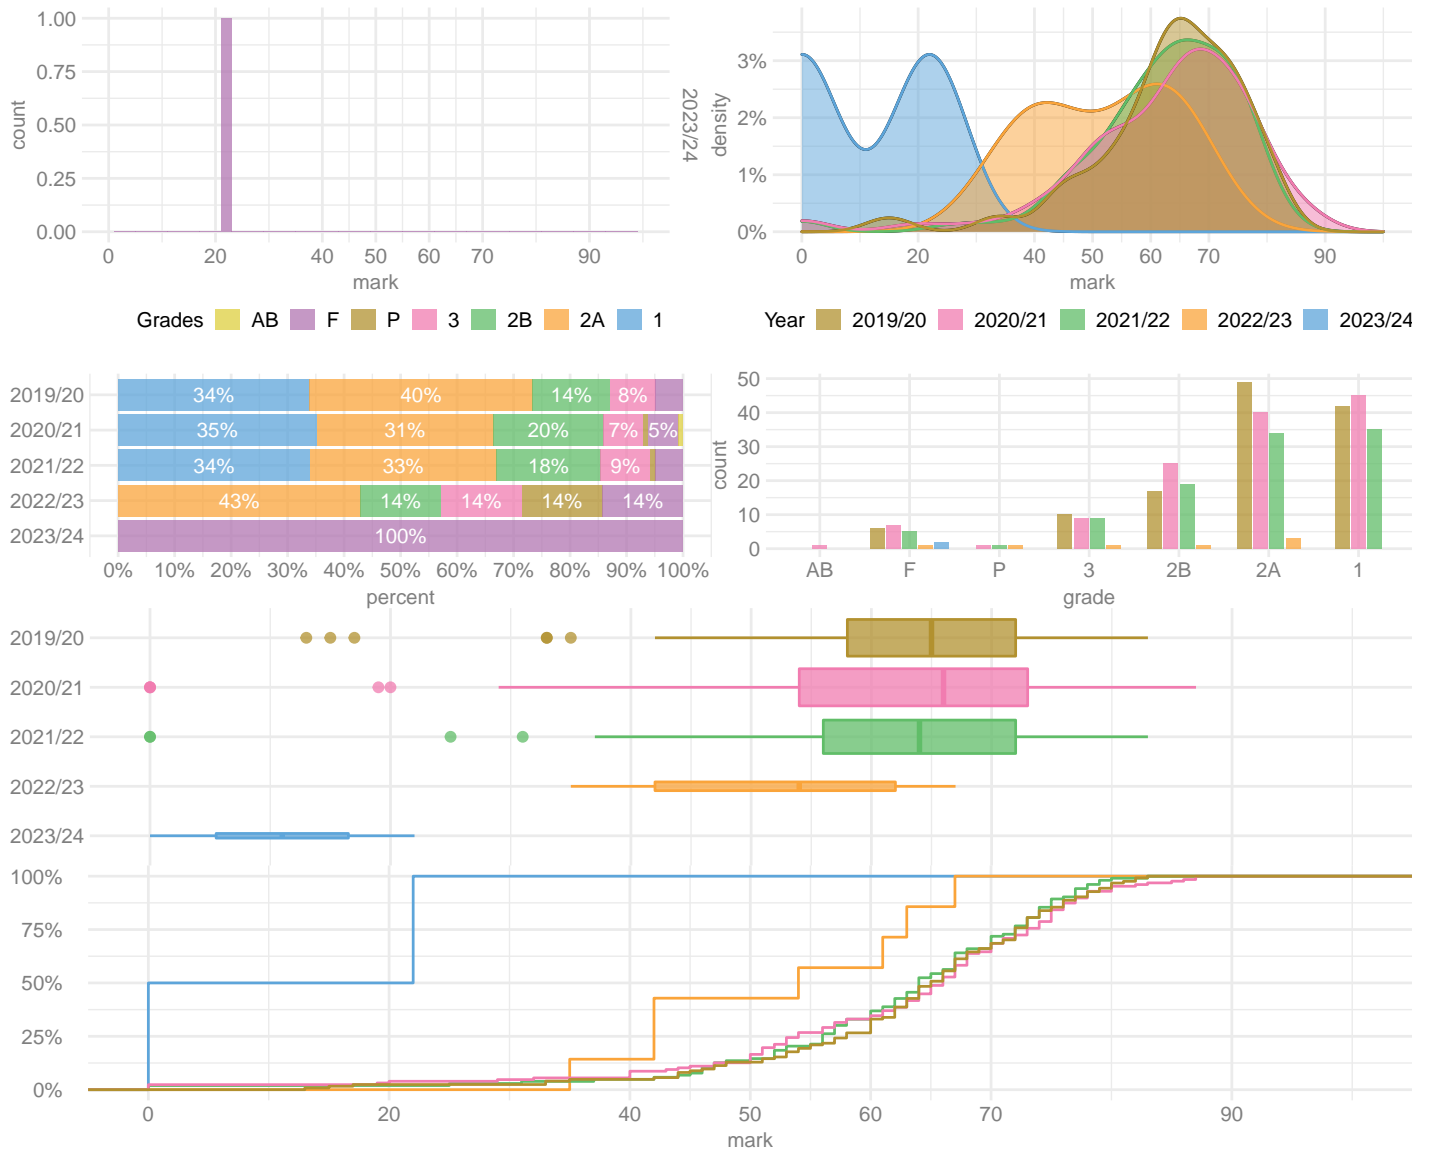 1.00
0.75
0.50
0.25
0.00
count
0 20 40 50 60 70 90
mark
2023/24
3%
2%
1%
0%
density
0 20 40 50 60 70 90
mark
Grades AB F P 3 2B 2A 1
Year 2019/20 2020/21 2021/22 2022/23 2023/24
2019/20 34% 40% 14% 8%
2020/21 35% 31% 20% 7% 5%
2021/22 34% 33% 18% 9%
2022/23 43% 14% 14% 14% 14%
2023/24 100%
0% 10% 20% 30% 40% 50% 60% 70% 80% 90% 100%
percent
50
40
30
20
10
0
count
AB F P 3 2B 2A 1
grade
2019/20
2020/21
2021/22
2022/23
2023/24
100%
75%
50%
25%
0%
0 20 40 50 60 70 90
mark